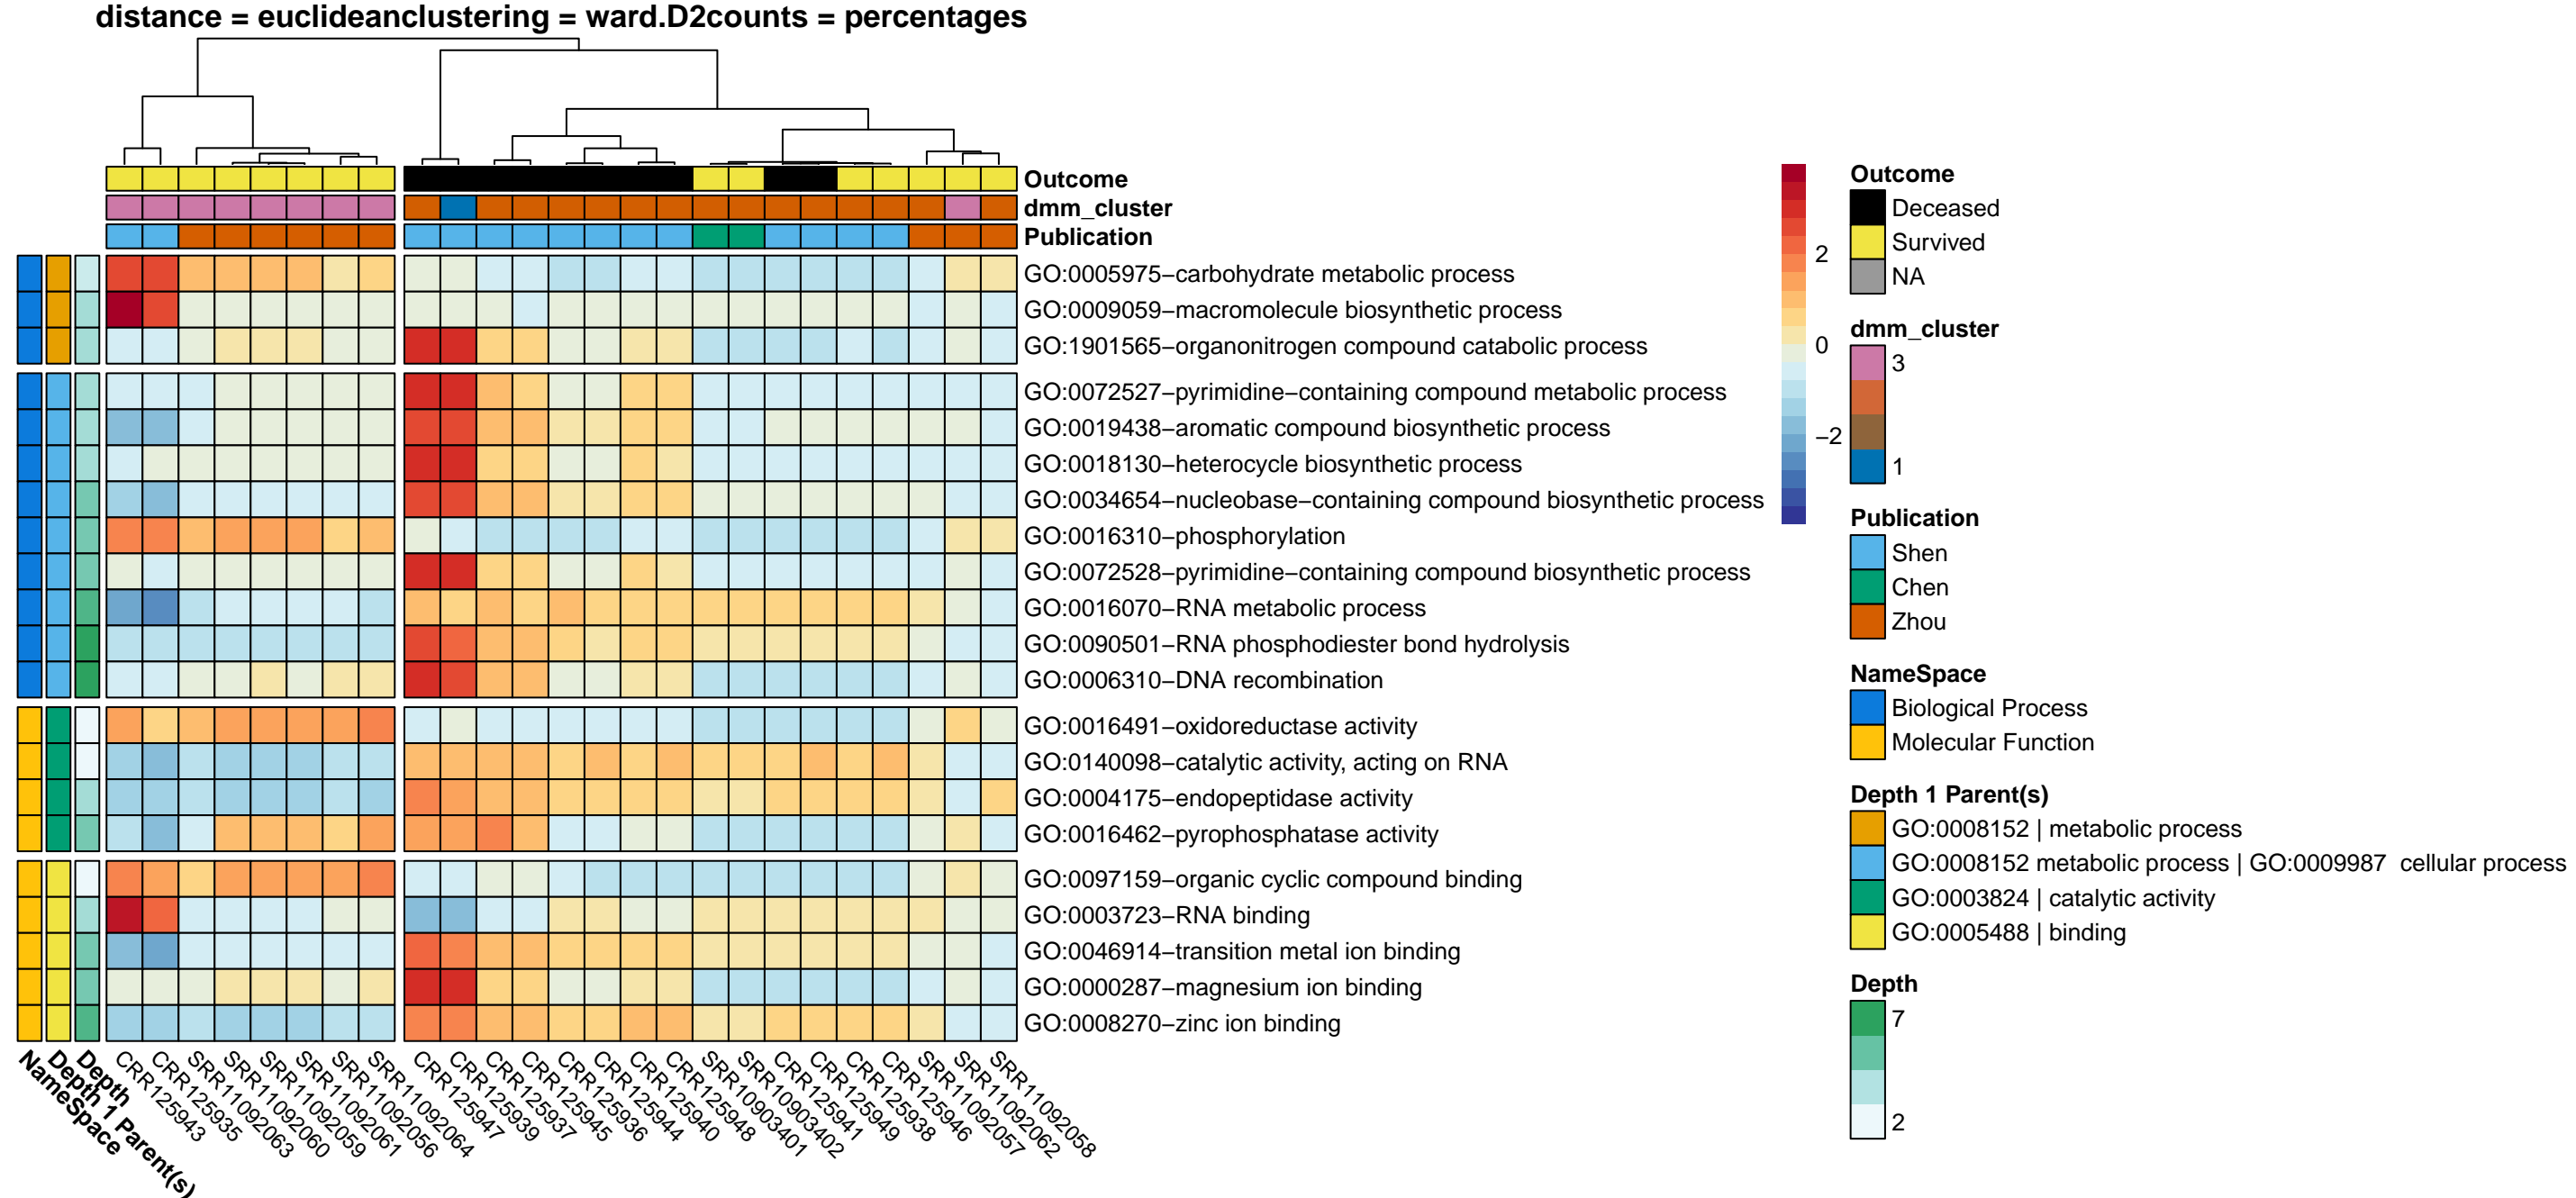 distance = euclideanclustering = ward.D2counts = percentages
Outcome
dmm_cluster
Publication
GO:0005975−carbohydrate metabolic process
GO:0009059−macromolecule biosynthetic process
GO:1901565−organonitrogen compound catabolic process
GO:0072527−pyrimidine−containing compound metabolic process
GO:0019438−aromatic compound biosynthetic process
GO:0018130−heterocycle biosynthetic process
GO:0034654−nucleobase−containing compound biosynthetic process
GO:0016310−phosphorylation
GO:0072528−pyrimidine−containing compound biosynthetic process
GO:0016070−RNA metabolic process
GO:0090501−RNA phosphodiester bond hydrolysis
GO:0006310−DNA recombination
GO:0016491−oxidoreductase activity
GO:0140098−catalytic activity, acting on RNA
GO:0004175−endopeptidase activity
GO:0016462−pyrophosphatase activity
GO:0097159−organic cyclic compound binding
GO:0003723−RNA binding
GO:0046914−transition metal ion binding
GO:0000287−magnesium ion binding
GO:0008270−zinc ion binding
NameSpace
Depth 1 Parent(s)
Depth
CRR125943
CRR125935
SRR11092063
SRR11092060
SRR11092059
SRR11092061
SRR11092056
SRR11092064
CRR125947
CRR125939
CRR125937
CRR125945
CRR125936
CRR125944
CRR125940
CRR125948
SRR10903401
SRR10903402
CRR125941
CRR125949
CRR125938
CRR125946
SRR11092057
SRR11092062
SRR11092058
2
0
−2
Outcome
Deceased
Survived
NA
dmm_cluster
3
1
Publication
Shen
Chen
Zhou
NameSpace
Biological Process
Molecular Function
Depth 1 Parent(s)
GO:0008152 | metabolic process
GO:0008152 metabolic process | GO:0009987  cellular process
GO:0003824 | catalytic activity
GO:0005488 | binding
Depth
7
2